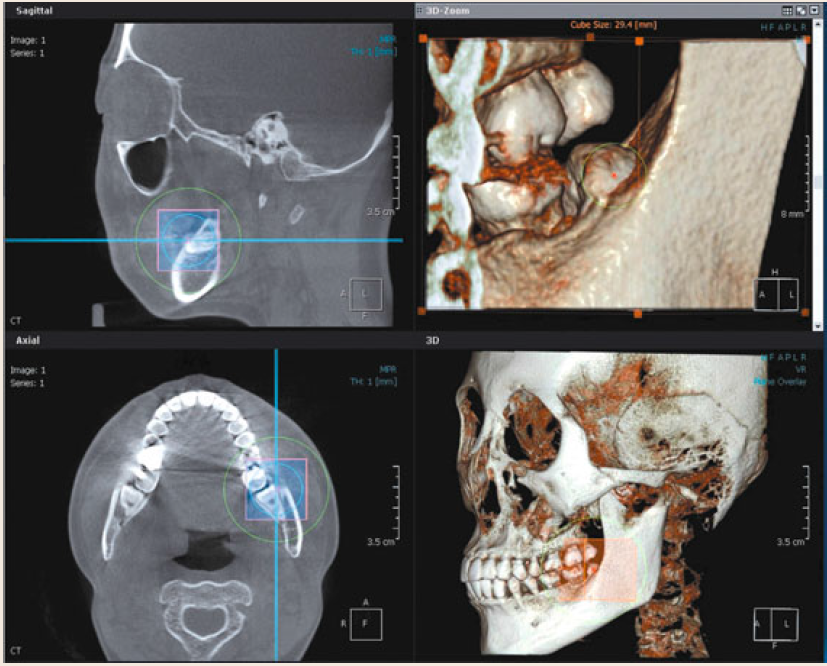 Sagittal
Image: 1
Series: 1
MPR
TH: 1 [mm]
3.5 cm
A L
F
CT
3D-Zoom
Cube Size: 29.4 [mm]
H F A P L R
8 mm
H
A L
Axial
Image: 1
Series: 1
MPR
TH: 1 [mm]
3.5 cm
A
R F
CT
3D
H F A P L R
VR
Overlay
3.5 cm
A L
F